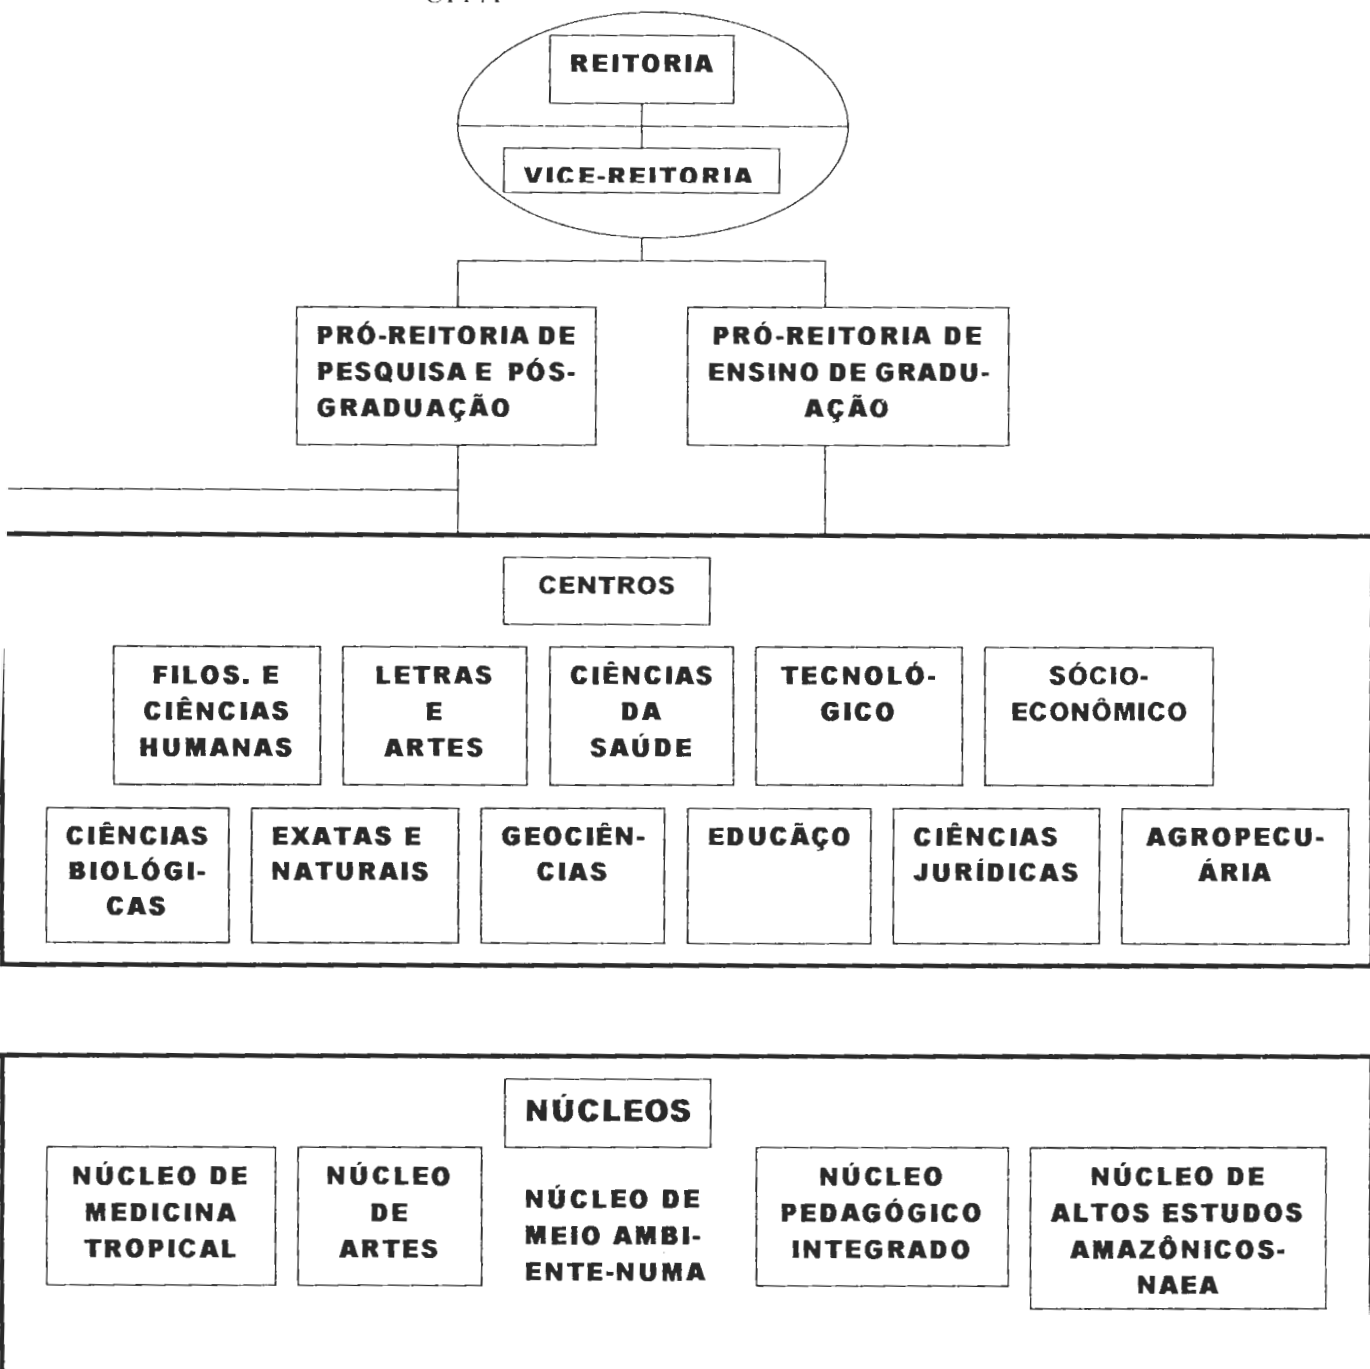 REITORIA
VICE-REITORIA
PRÓ-REITORIA DE
PESQUISA E PÓS-
GRADUAÇÃO
PRÓ-REITORIA DE
ENSINO DE GRADU-
AÇÃO
CENTROS
FILOS. E
CIÊNCIAS
HUMANAS
LETRAS
E
ARTES
CIÊNCIAS
DA
SAÚDE
TECNOLÓ-
GICO
SÓCIO-
ECONÔMICO
CIÊNCIAS
BIOLÓGI-
CAS
EXATAS E
NATURAIS
GEOCIÊN-
CIAS
EDUCÃÇO
CIÊNCIAS
JURÍDICAS
AGROPECU-
ÁRIA
NÚCLEOS
NÚCLEO DE
MEDICINA
TROPICAL
NÚCLEO
DE
ARTES
NÚCLEO DE
MEIO AMBI-
ENTE-NUMA
NÚCLEO
PEDAGÓGICO
INTEGRADO
NÚCLEO DE
ALTOS ESTUDOS
AMAZÔNICOS-
NAEA